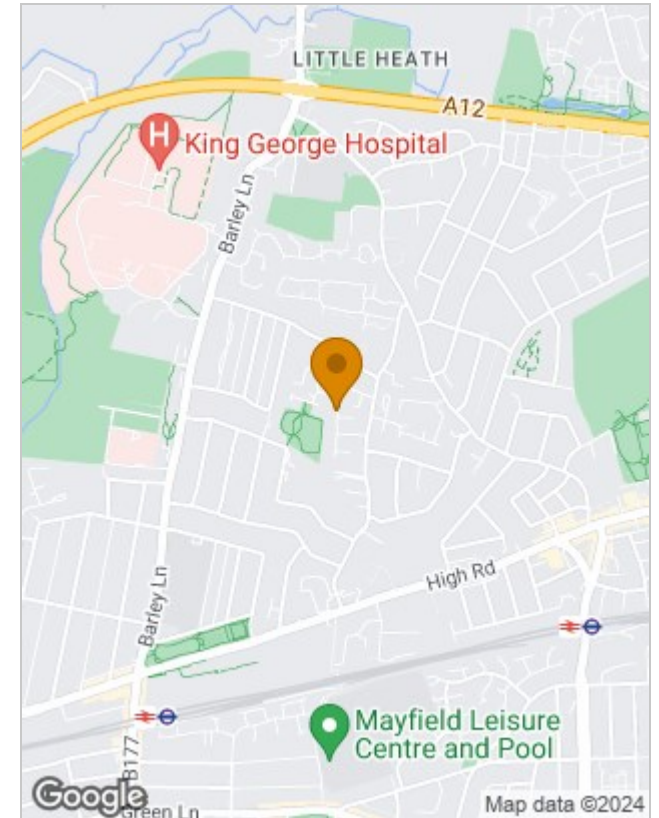 LITTLE HEATH
A12
H
King George Hospital
Barley Ln
High Rd
Barley Ln
Mayfield Leisure
Centre and Pool
B177
Google
Green Ln
Map data ©2024